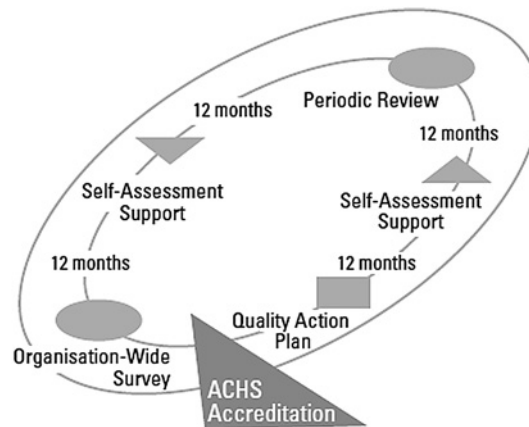 Periodic Review
12 months
12 months
Self-Assessment
Support
Self-Assessment
Support
12 months
12 months
Quality Action
Plan
Organisation-Wide
Survey
ACHS
Accreditation